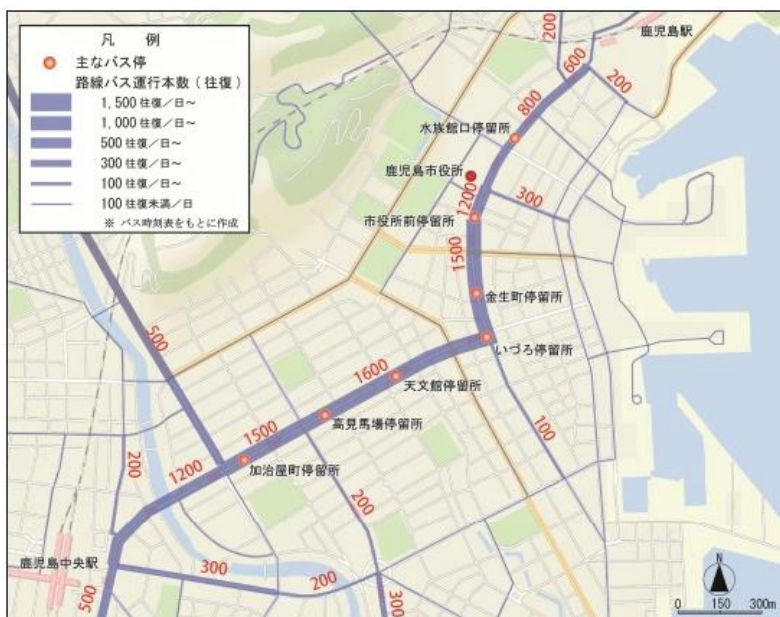 凡 例
主なバス停
路線バス運行本数(往復)
1,500 往復/日~
1,000 往復/日~
500 往復/日~
300 往復/日~
100 往復/日~
100 往復未満/日
※ バス時刻表をもとに作成
200
鹿児島駅
600
200
800
水族館口停留所
鹿児島市役所
300
1200
市役所前停留所
1500
金生町停留所
いづろ停留所
500
1600
天文館停留所
100
1500
高見馬場停留所
1200
加治屋町停留所
200
200
鹿児島中央駅
300
200
500
300
N
0 150 300m